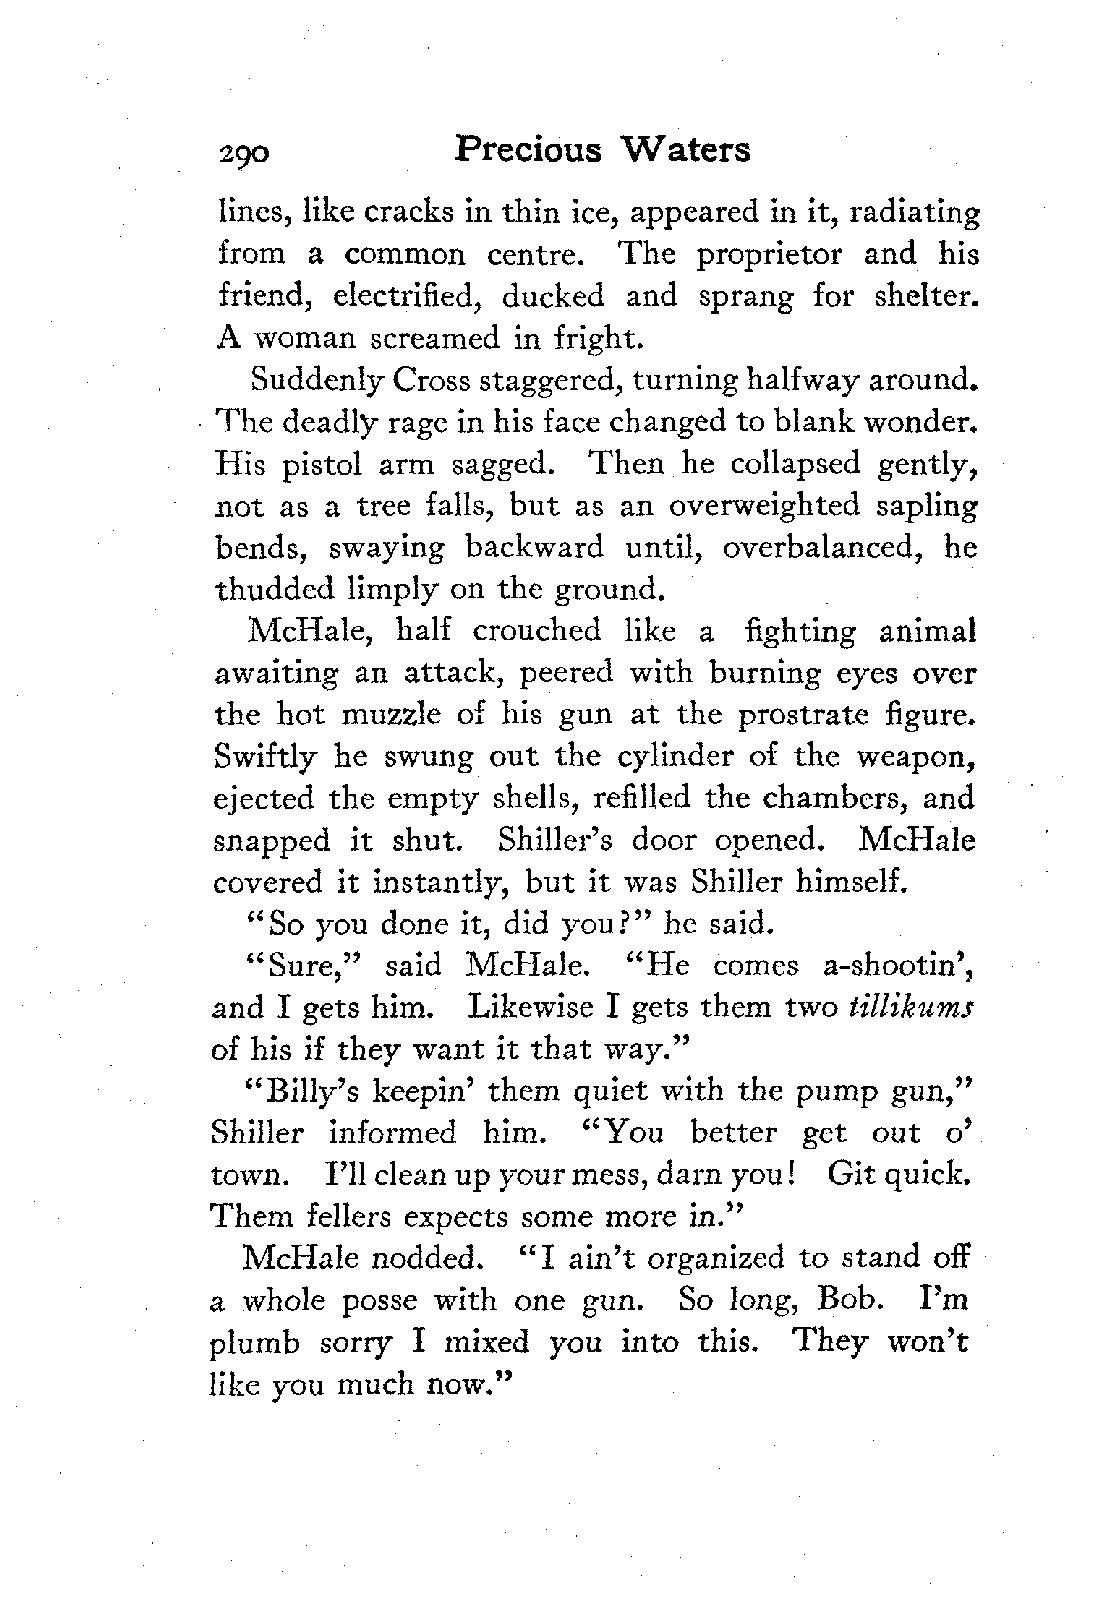 290 Precious Waters
lines, like cracks in thin ice, appeared in it, radiating
from a common centre. The proprietor and his
friend, electrified, ducked and sprang for shelter.
A woman screamed in fright.
Suddenly Cross staggered, turning halfway around.
The deadly rage in his face changed to blank wonder.
His pistol arm sagged. Then he collapsed gently,
not as a tree falls, but as an overweighted sapling
bends, swaying backward until, overbalanced, he
thudded limply on the ground.
McHale, half crouched like a fighting animal
awaiting an attack, peered with burning eyes over
the hot muzzle of his gun at the prostrate figure.
Swiftly he swung out the cylinder of the weapon,
ejected the empty shells, refilled the chambers, and
snapped it shut. Shiller's door opened. McHale
covered it instantly, but it was Shiller himself.
"So you done it, did you?" he said.
"Sure," said McHale. "He comes a-shootin',
and I gets him. Likewise I gets them two tillikums
of his if they want it that way."
"Billy's keepin' them quiet with the pump gun,"
Shiller informed him. "You better get out o'
town. I'll clean up your mess, darn you! Git quick.
Them fellers expects some more in."
McHale nodded. "I ain't organized to stand off
a whole posse with one gun. So long, Bob. I'm
plumb sorry I mixed you into this. They won't
like you much now."